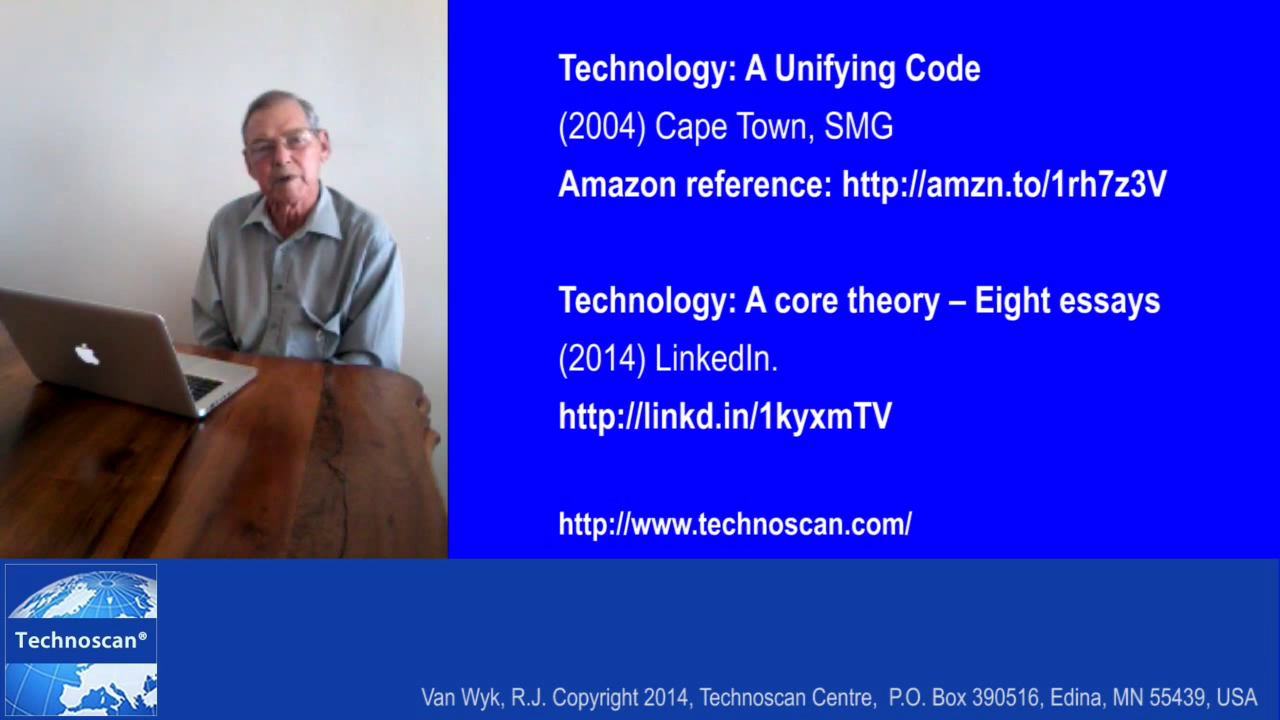 Technology: A Unifying Code
(2004) Cape Town, SMG
Amazon reference: http://amzn.to/1rh7z3V
Technology: A core theory – Eight essays
(2014) LinkedIn.
http://linkd.in/1kyxmTV
http://www.technoscan.com/
Technoscan®
Van Wyk, R.J. Copyright 2014, Technoscan Centre, P.O. Box 390516, Edina, MN 55439, USA